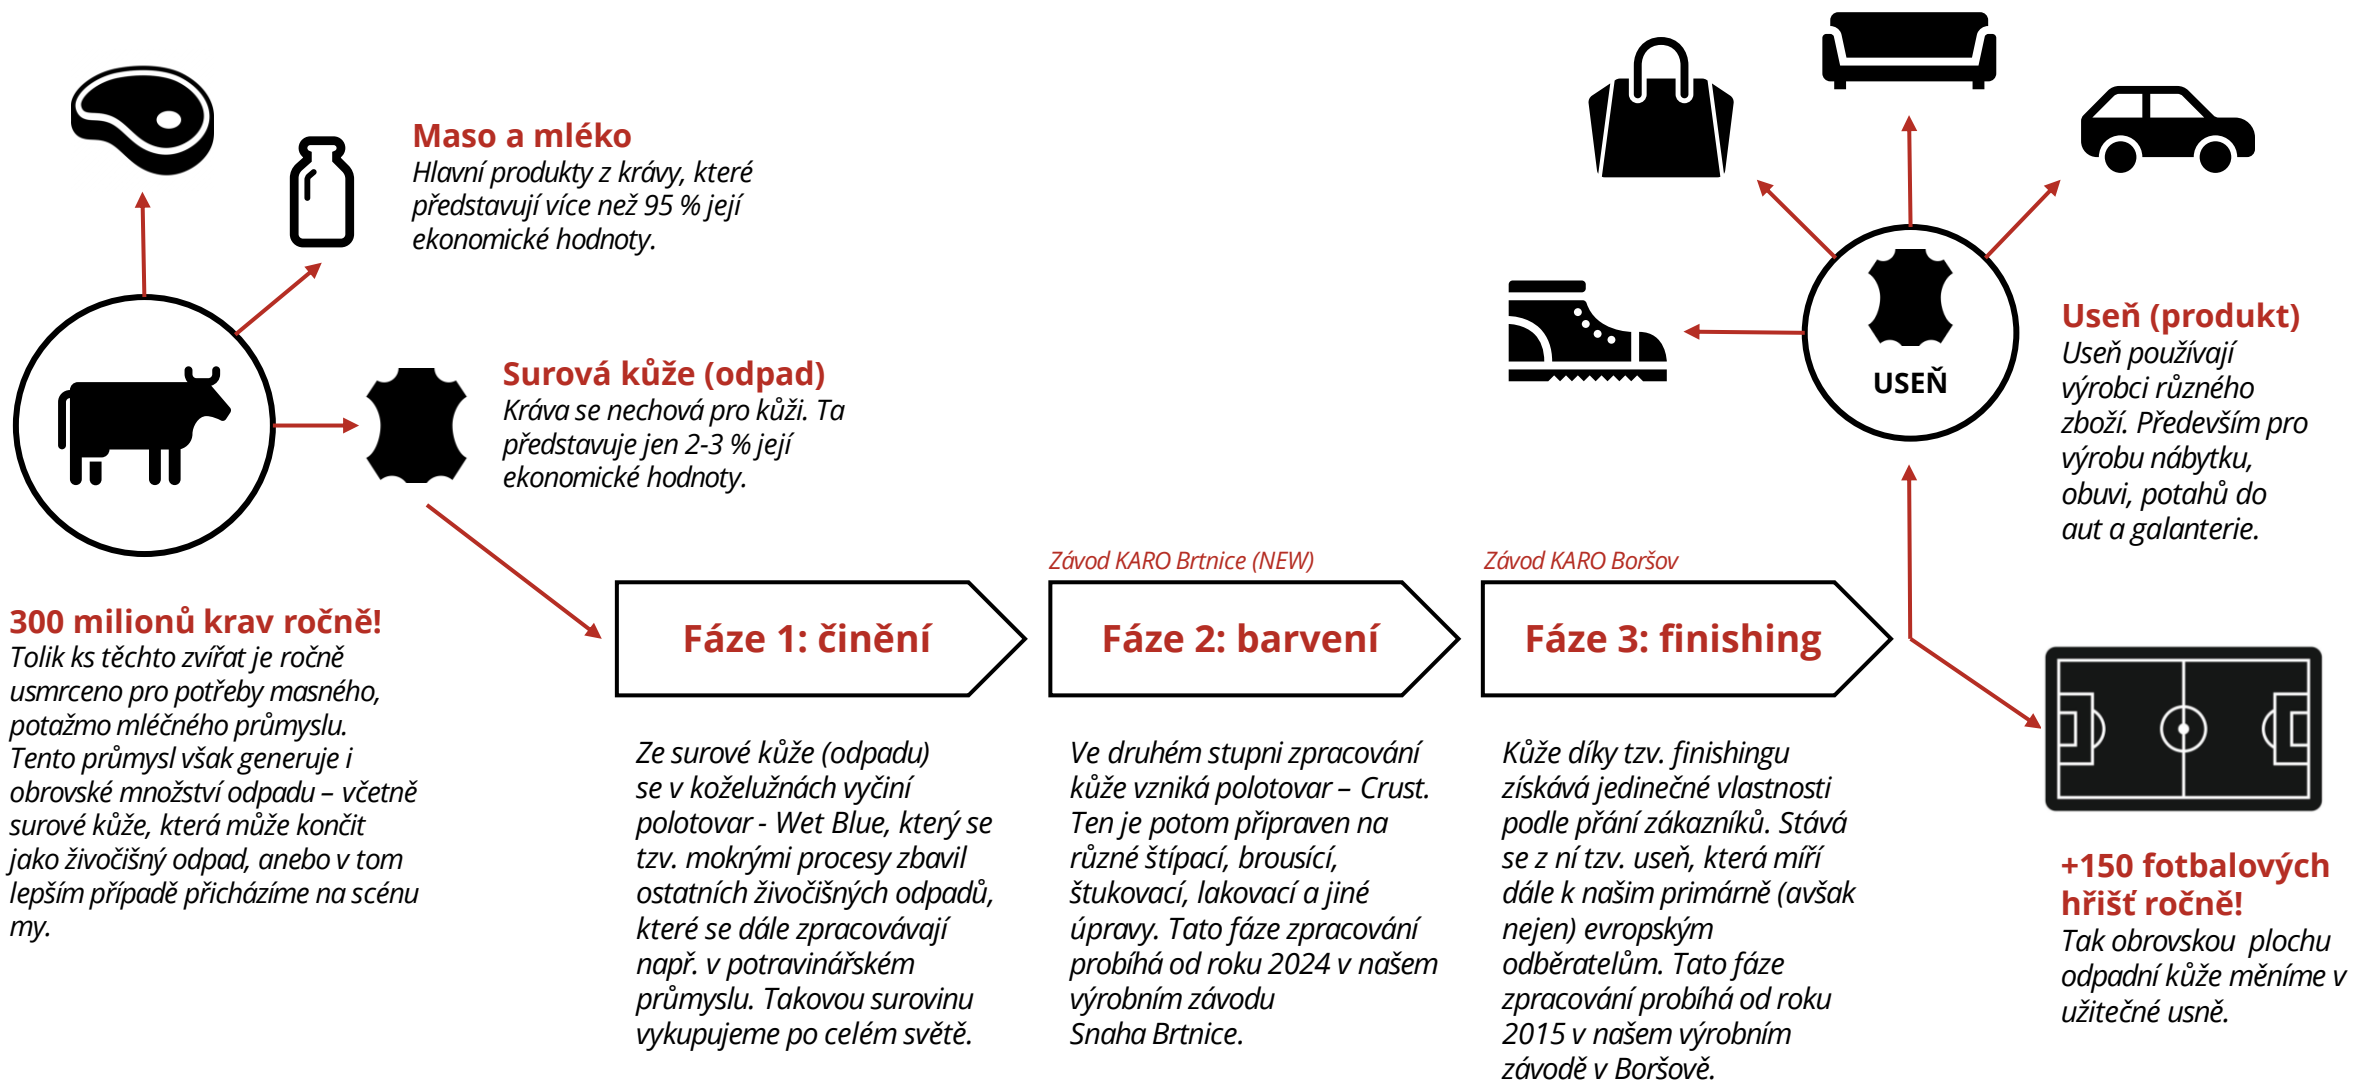 Maso a mléko
Hlavní produkty z krávy, které
představují více než 95 % její
ekonomické hodnoty.
Surová kůže (odpad)
Kráva se nechová pro kůži. Ta
představuje jen 2-3 % její
ekonomické hodnoty.
300 milionů krav ročně!
Tolik ks těchto zvířat je ročně
usmrceno pro potřeby masného,
potažmo mléčného průmyslu.
Tento průmysl však generuje i
obrovské množství odpadu – včetně
surové kůže, která může končit
jako živočišný odpad, anebo v tom
lepším případě přicházíme na scénu
my.
Fáze 1: činění
Ze surové kůže (odpadu)
se v koželužnách vyčiní
polotovar - Wet Blue, který se
tzv. mokrými procesy zbavil
ostatních živočišných odpadů,
které se dále zpracovávají
např. v potravinářském
průmyslu. Takovou surovinu
vykupujeme po celém světě.
Závod KARO Brtnice (NEW)
Fáze 2: barvení
Ve druhém stupni zpracování
kůže vzniká polotovar – Crust.
Ten je potom připraven na
různé štípací, brousící,
štukovací, lakovací a jiné
úpravy. Tato fáze zpracování
probíhá od roku 2024 v našem
výrobním závodu
Snaha Brtnice.
Závod KARO Boršov
Fáze 3: finishing
Kůže díky tzv. finishingu
získává jedinečné vlastnosti
podle přání zákazníků. Stává
se z ní tzv. useň, která míří
dále k našim primárně (avšak
nejen) evropským
odběratelům. Tato fáze
zpracování probíhá od roku
2015 v našem výrobním
závodě v Boršově.
USEŇ
Useň (produkt)
Useň používají
výrobci různého
zboží. Především pro
výrobu nábytku,
obuvi, potahů do
aut a galanterie.
+150 fotbalových
hřišť ročně!
Tak obrovskou plochu
odpadní kůže měníme v
užitečné usně.